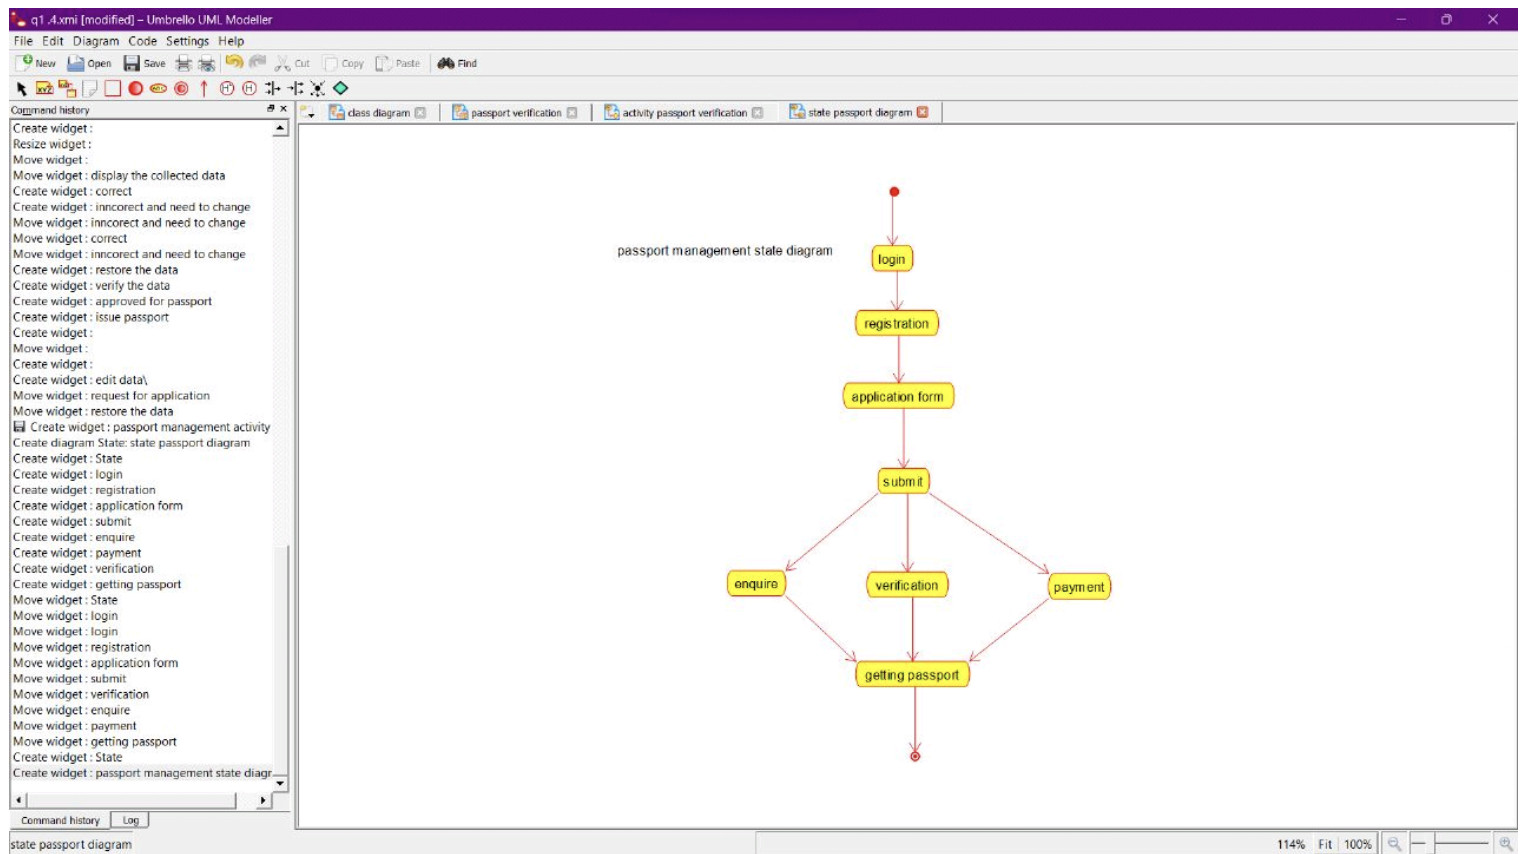 q1 .4.xmi [modified] – Umbrello UML Modeller
File Edit Diagram Code Settings Help
New Open Save Cut Copy Paste Find
Command history
class diagram
passport verification
activity passport verification
state passport diagram
Create widget :
Resize widget :
Move widget :
Move widget : display the collected data
Create widget : correct
Create widget : inncorect and need to change
Move widget : inncorect and need to change
Move widget : correct
Move widget : inncorect and need to change
Create widget : restore the data
Create widget : verify the data
Create widget : approved for passport
Create widget : issue passport
Create widget :
Move widget :
Create widget :
Create widget : edit data\
Move widget : request for application
Move widget : restore the data
Create widget : passport management activity
Create diagram State: state passport diagram
Create widget : State
Create widget : login
Create widget : registration
Create widget : application form
Create widget : submit
Create widget : enquire
Create widget : payment
Create widget : verification
Create widget : getting passport
Move widget : State
Move widget : login
Move widget : login
Move widget : registration
Move widget : application form
Move widget : submit
Move widget : verification
Move widget : enquire
Move widget : payment
Move widget : getting passport
Create widget : State
Create widget : passport management state diagr
Command history Log
passport management state diagram
login
registration
application form
submit
enquire
verification
payment
getting passport
state passport diagram
114% Fit 100%